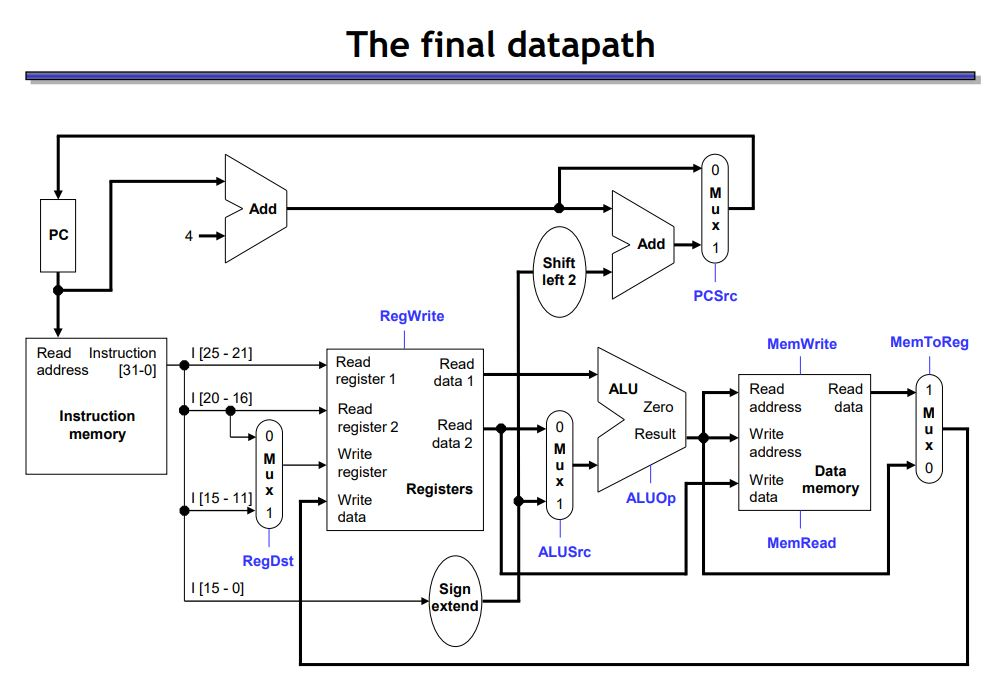 The final datapath
PC
4
Add
Shift
left 2
Add
0
M
u
x
1
PCSrc
Read
address
Instruction
[31-0]
Instruction
memory
I [25 - 21]
I [20 - 16]
I [15 - 11]
I [15 - 0]
0
M
u
x
1
RegDst
RegWrite
Read
register 1
Read
register 2
Write
register
Write
data
Read
data 1
Read
data 2
Registers
Sign
extend
0
M
u
x
1
ALUSrc
ALU
Zero
Result
ALUOp
MemWrite
Read
address
Write
address
Write
data
Read
data
Data
memory
MemRead
MemToReg
1
M
u
x
0